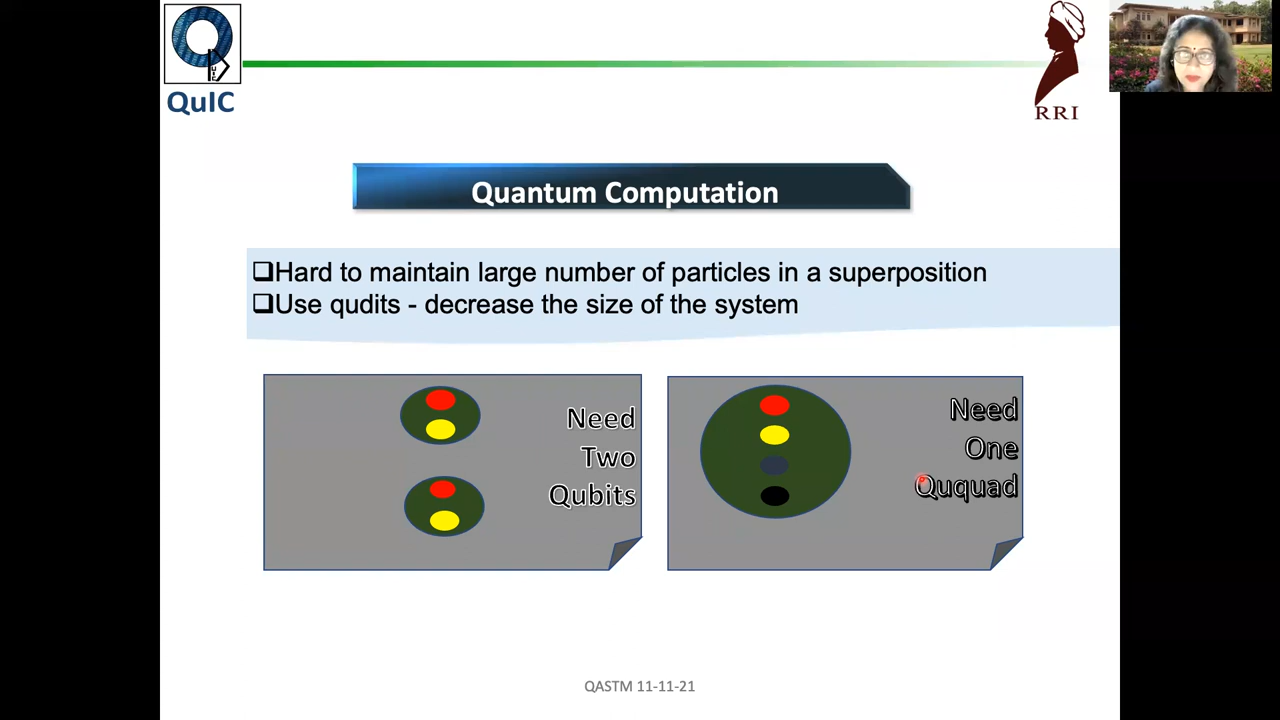 QuIC
RRI
Quantum Computation
Hard to maintain large number of particles in a superposition
Use qudits - decrease the size of the system
Need
Two
Qubits
Need
One
Ququad
QASTM 11-11-21